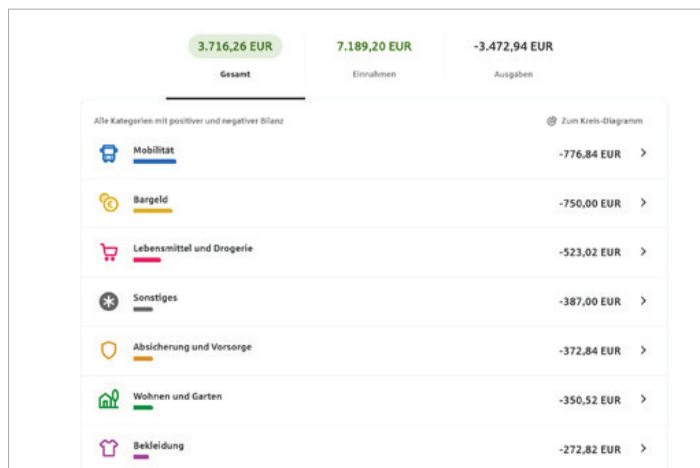 3.716,26 EUR
Gesamt
7.189,20 EUR
Einnahmen
-3.472,94 EUR
Ausgaben
Alle Kategorien mit positiver und negativer Bilanz
Zum Kreis-Diagramm
Mobilität -776,84 EUR
Bargeld -750,00 EUR
Lebensmittel und Drogerie -523,02 EUR
Sonstiges -387,00 EUR
Absicherung und Vorsorge -372,84 EUR
Wohnen und Garten -350,52 EUR
Bekleidung -272,82 EUR